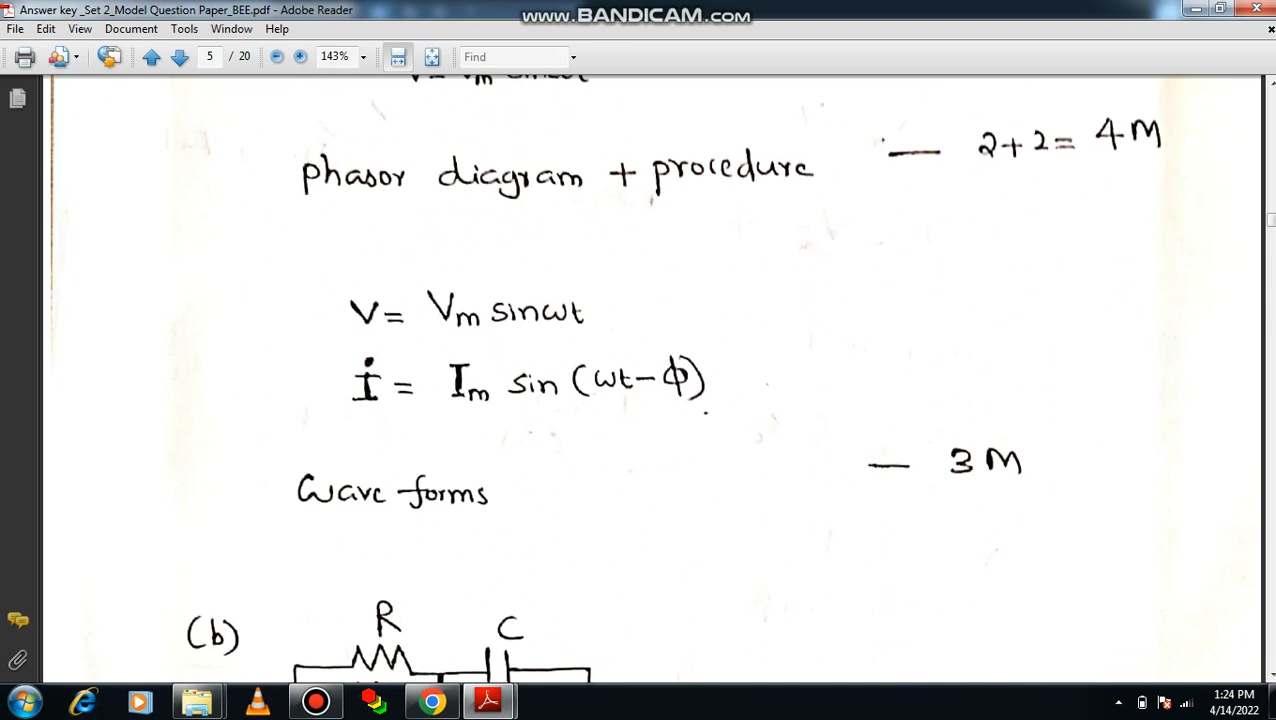 Answer key _Set 2_Model Question Paper_BEE.pdf - Adobe Reader
www.BANDICAM.com
File Edit View Document Tools Window Help
5 / 20 143% Find
phasor diagram + procedure — 2+2= 4M
V= Vm sinωt
i= Im sin (ωt-ϕ)
Wave forms — 3M
(b) R C
1:24 PM
4/14/2022